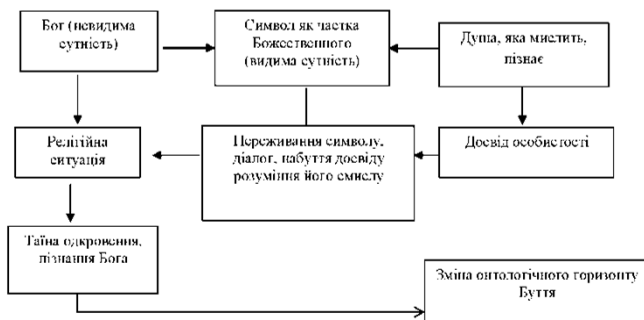 Бог (невидима
сутність)
Символ як частка
Божественного
(видима сутність)
Душа, яка мислить,
пізнає
Релігійна
ситуація
Переживання символу,
діалог, набуття досвіду
розуміння його смислу
Досвід особистості
Таїна одкровення,
пізнання Бога
Зміна онтологічного горизонту
Буття